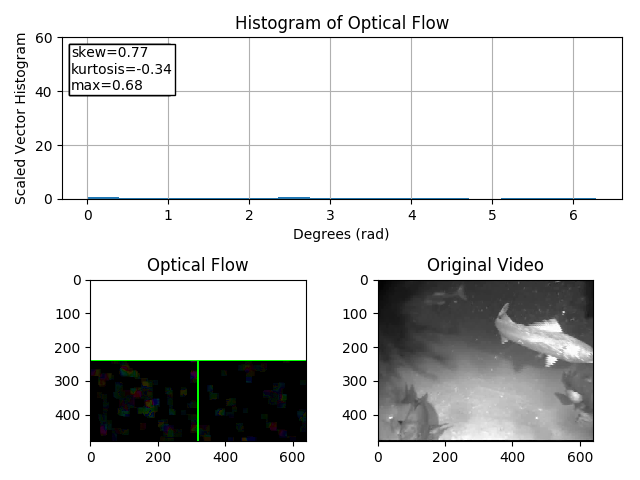 Histogram of Optical Flow
Scaled Vector Histogram
60
40
20
0
skew=0.77
kurtosis=-0.34
max=0.68
0 1 2 3 4 5 6
Degrees (rad)
Optical Flow
0
100
200
300
400
0 200 400 600
Original Video
0
100
200
300
400
0 200 400 600